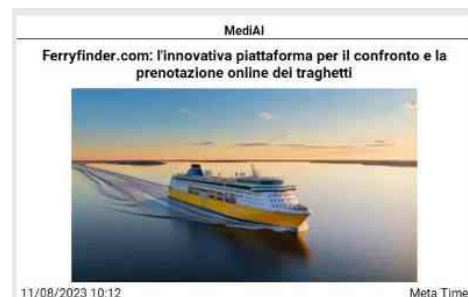 MediAI
Ferryfinder.com: l'innovativa piattaforma per il confronto e la
prenotazione online dei traghetti
11/08/2023 10:12
Meta Time